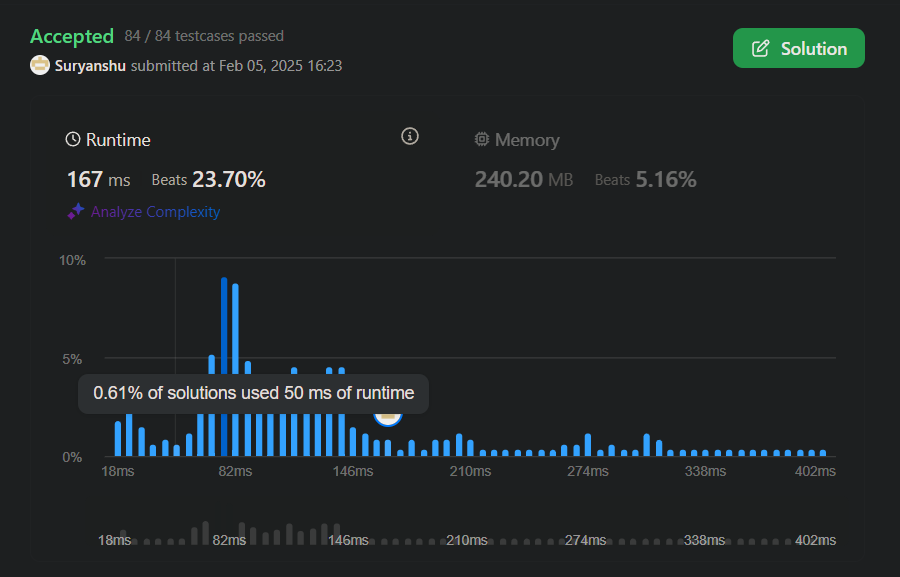 Accepted 84 / 84 testcases passed
Solution
Suryanshu submitted at Feb 05, 2025 16:23
Runtime
Memory
167 ms Beats 23.70%
240.20 MB Beats 5.16%
Analyze Complexity
10%
5%
0.61% of solutions used 50 ms of runtime
0%
18ms 82ms 146ms 210ms 274ms 338ms 402ms
18ms 82ms 146ms 210ms 274ms 338ms 402ms